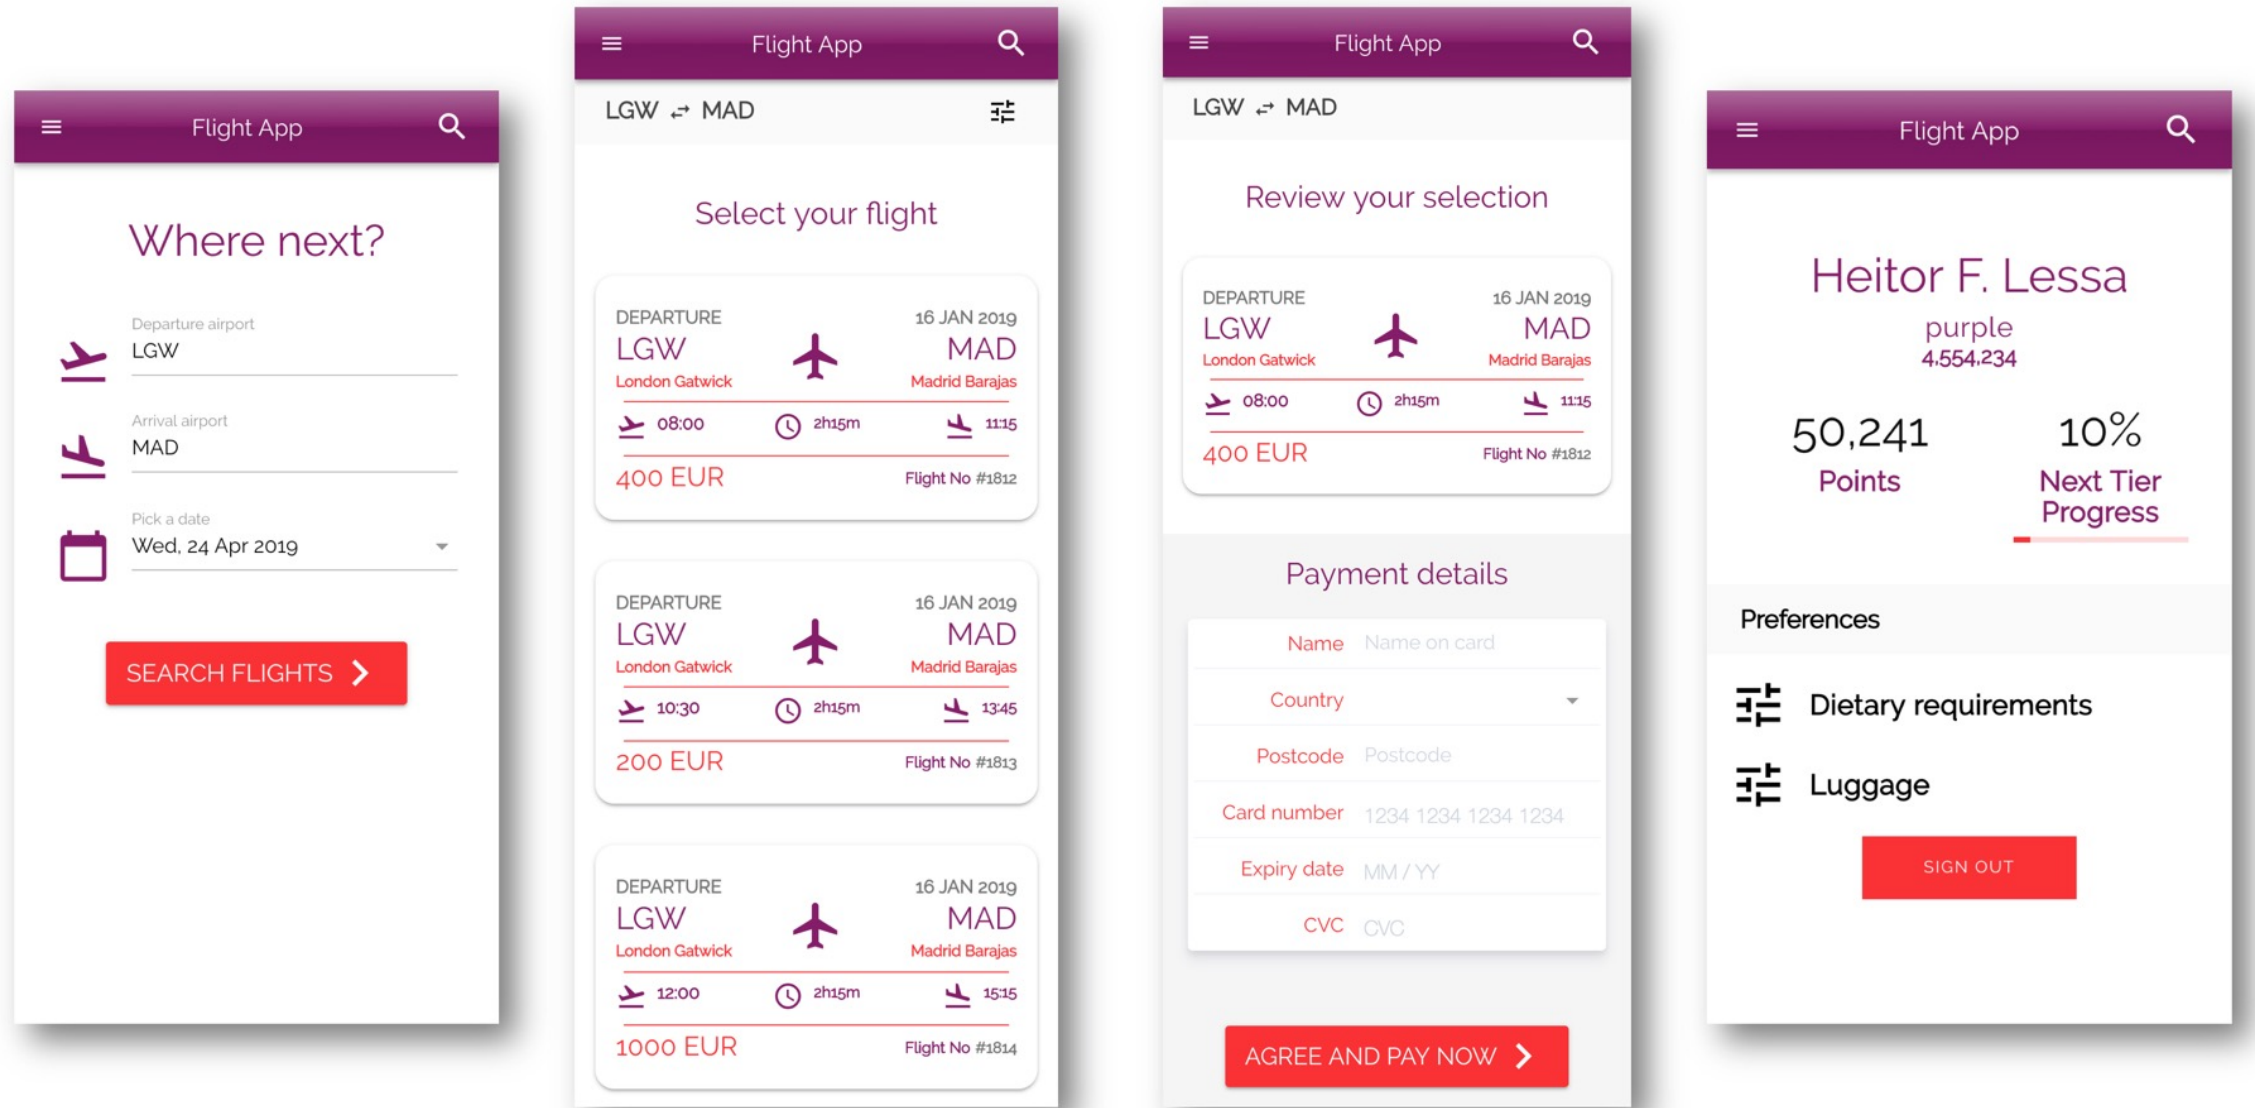 Flight App
Where next?
Departure airport
LGW
Arrival airport
MAD
Pick a date
Wed, 24 Apr 2019
SEARCH FLIGHTS
Flight App
LGW MAD
Select your flight
DEPARTURE 16 JAN 2019
LGW MAD
London Gatwick Madrid Barajas
08:00 2h15m 11:15
400 EUR Flight No #1812
DEPARTURE 16 JAN 2019
LGW MAD
London Gatwick Madrid Barajas
10:30 2h15m 13:45
200 EUR Flight No #1813
DEPARTURE 16 JAN 2019
LGW MAD
London Gatwick Madrid Barajas
12:00 2h15m 15:15
1000 EUR Flight No #1814
Flight App
LGW MAD
Review your selection
DEPARTURE 16 JAN 2019
LGW MAD
London Gatwick Madrid Barajas
08:00 2h15m 11:15
400 EUR Flight No #1812
Payment details
Name Name on card
Country
Postcode Postcode
Card number 1234 1234 1234 1234
Expiry date MM / YY
CVC CVC
AGREE AND PAY NOW
Flight App
Heitor F. Lessa
purple
4,554,234
50,241 10%
Points Next Tier
Progress
Preferences
Dietary requirements
Luggage
SIGN OUT